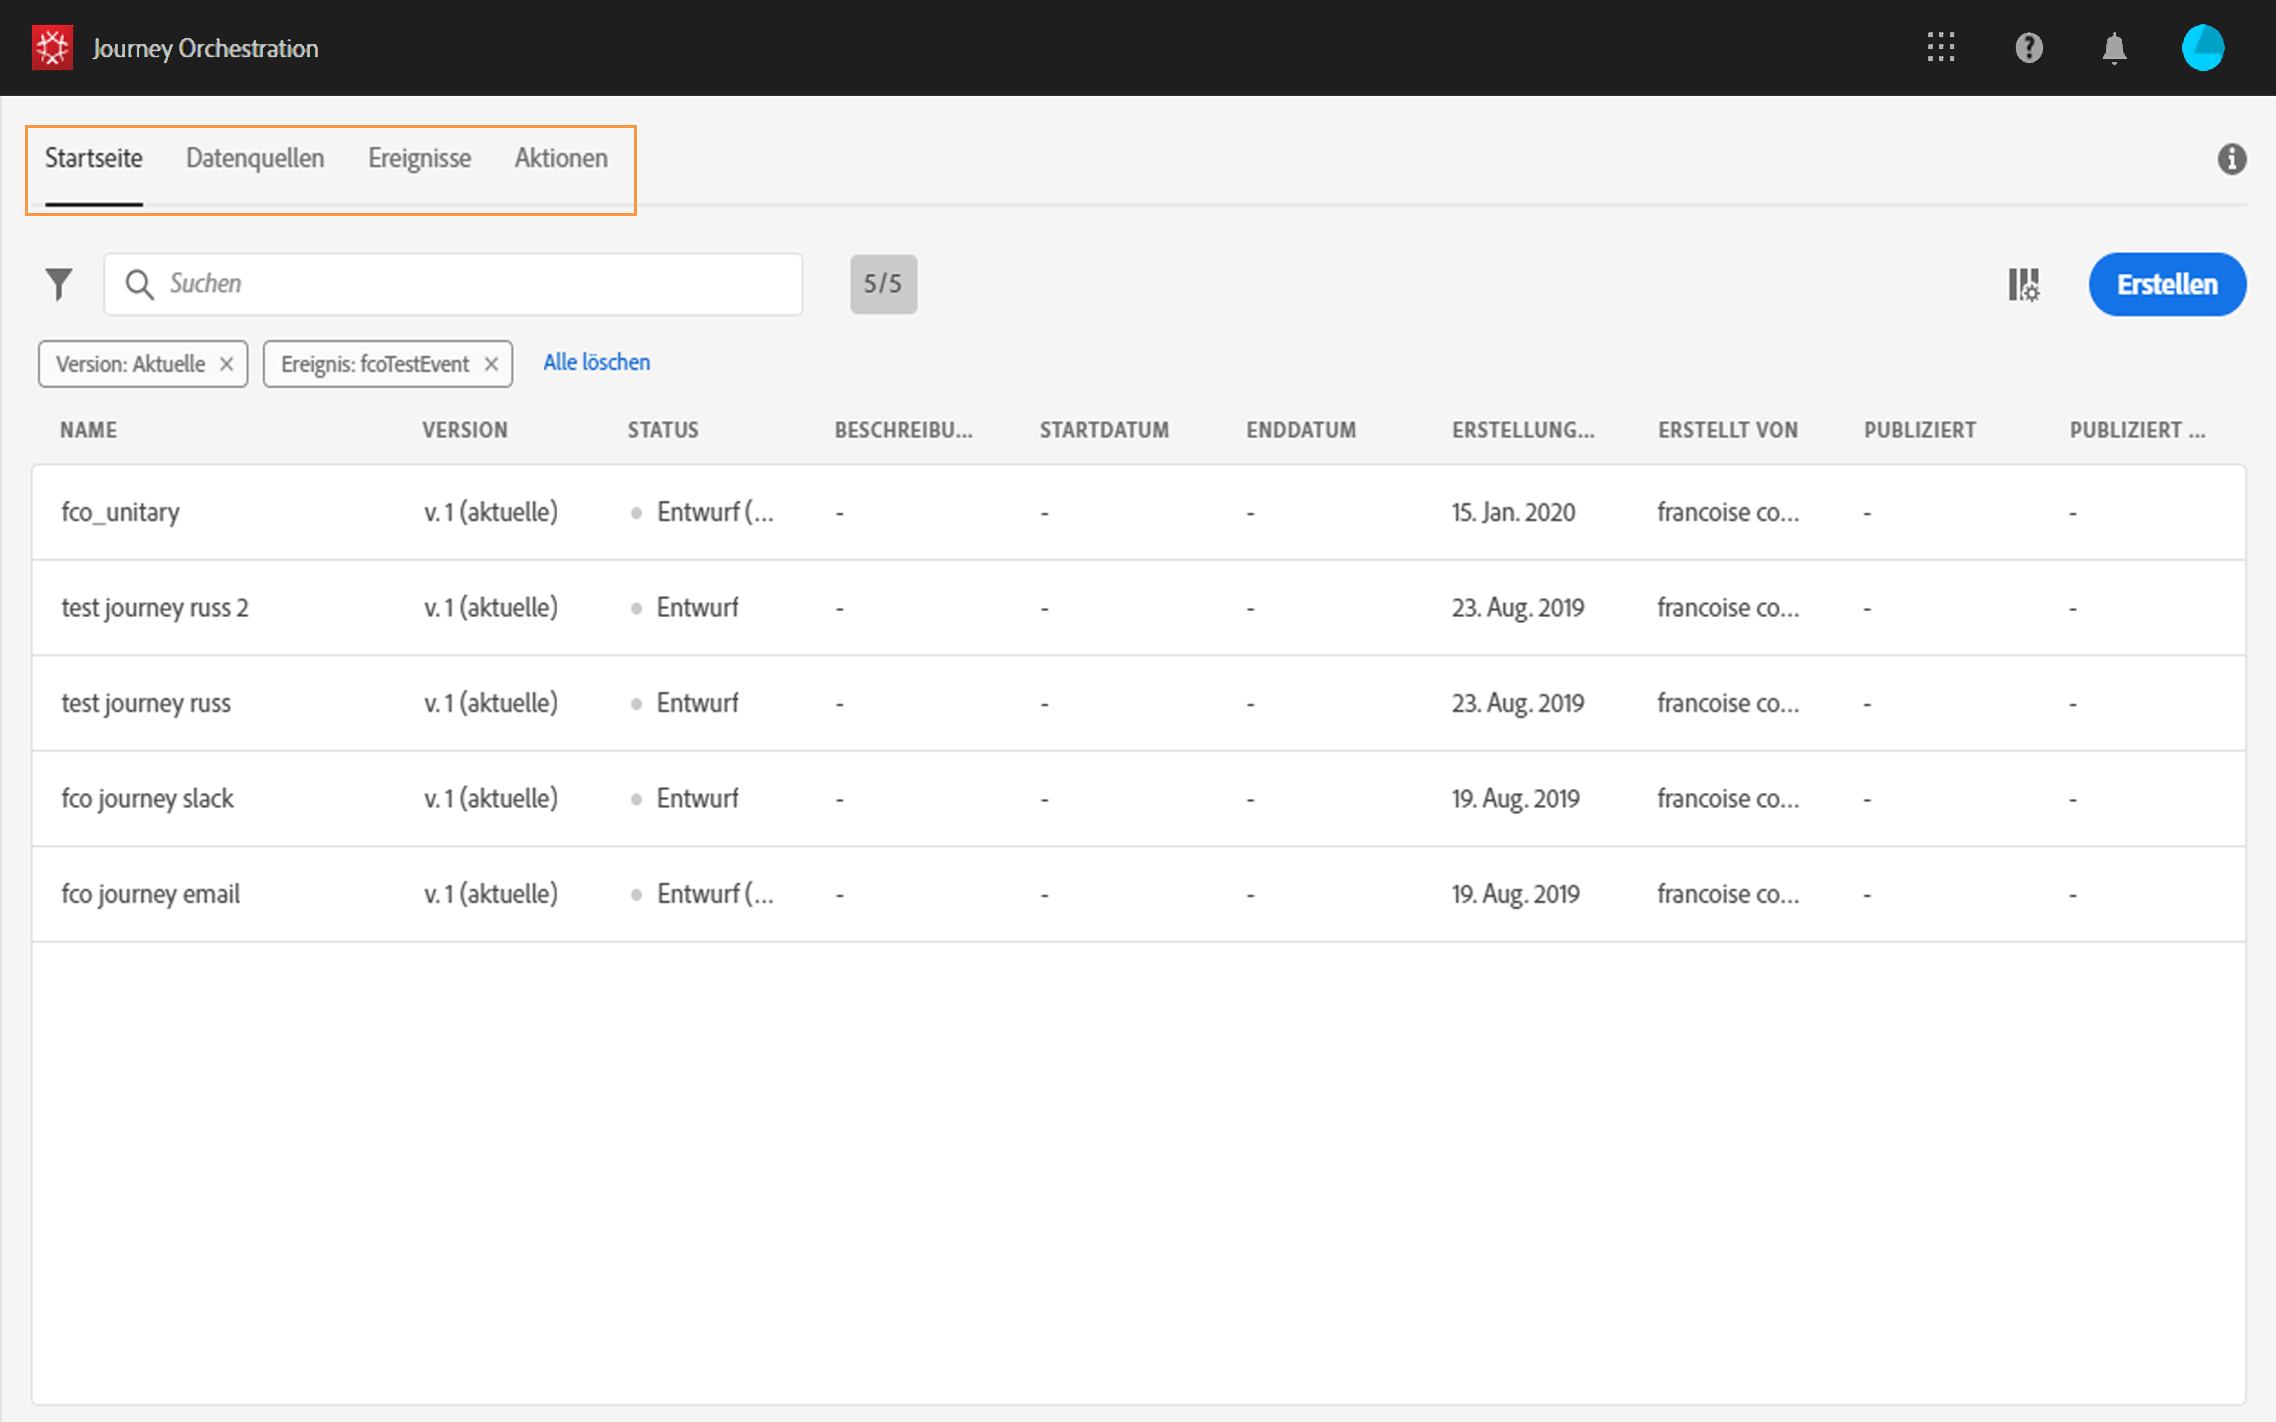 Journey Orchestration
Startseite Datenquellen Ereignisse Aktionen
Suchen 5/5 Erstellen
Version: Aktuelle Ereignis: fcoTestEvent Alle löschen
NAME VERSION STATUS BESCHREIBU... STARTDATUM ENDDATUM ERSTELLUNG... ERSTELLT VON PUBLIZIERT PUBLIZIERT ...
fco_unitary v. 1 (aktuelle) Entwurf (... - - - 15. Jan. 2020 francoise co... - -
test journey russ 2 v. 1 (aktuelle) Entwurf - - - 23. Aug. 2019 francoise co... - -
test journey russ v. 1 (aktuelle) Entwurf - - - 23. Aug. 2019 francoise co... - -
fco journey slack v. 1 (aktuelle) Entwurf - - - 19. Aug. 2019 francoise co... - -
fco journey email v. 1 (aktuelle) Entwurf (... - - - 19. Aug. 2019 francoise co... - -